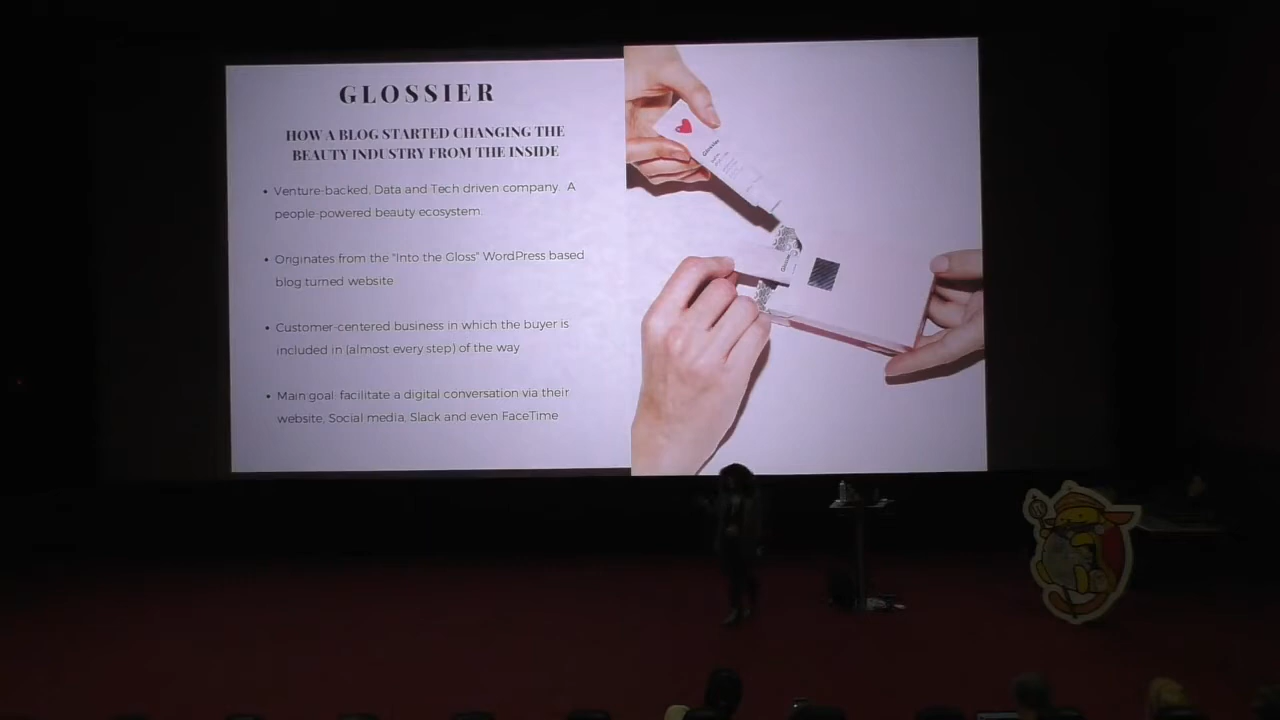 GLOSSIER
HOW A BLOG STARTED CHANGING THE
BEAUTY INDUSTRY FROM THE INSIDE
• Venture-backed, Data and Tech driven company. A
people-powered beauty ecosystem.
• Originates from the "Into the Gloss" WordPress based
blog turned website
• Customer-centered business in which the buyer is
included in (almost every step) of the way
• Main goal: facilitate a digital conversation via their
website, Social media, Slack and even FaceTime
Glossier.
Glossier.